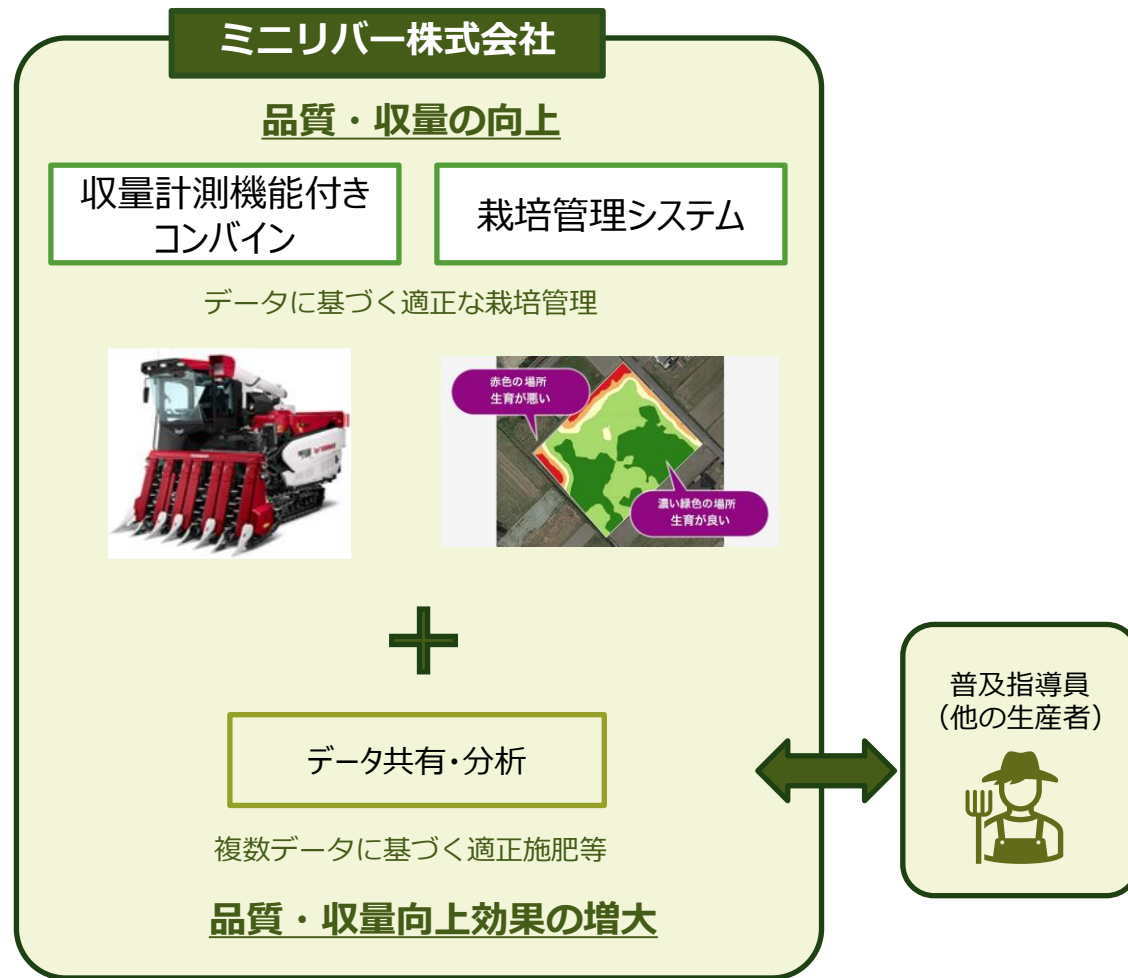 ミニリバー株式会社
品質・収量の向上
収量計測機能付き
コンバイン
栽培管理システム
データに基づく適正な栽培管理
赤色の場所
生育が悪い
濃い緑色の場所
生育が良い
データ共有・分析
複数データに基づく適正施肥等
品質・収量向上効果の増大
普及指導員
（他の生産者）